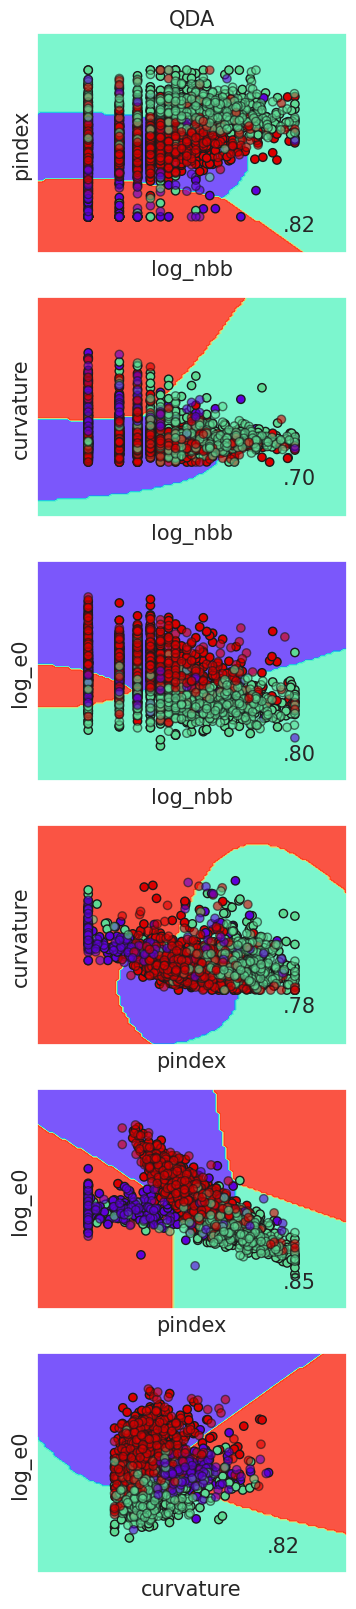 QDA
pindex
.82
log_nbb
curvature
.70
log_nbb
log_e0
.80
log_nbb
curvature
.78
pindex
log_e0
.85
pindex
log_e0
.82
curvature